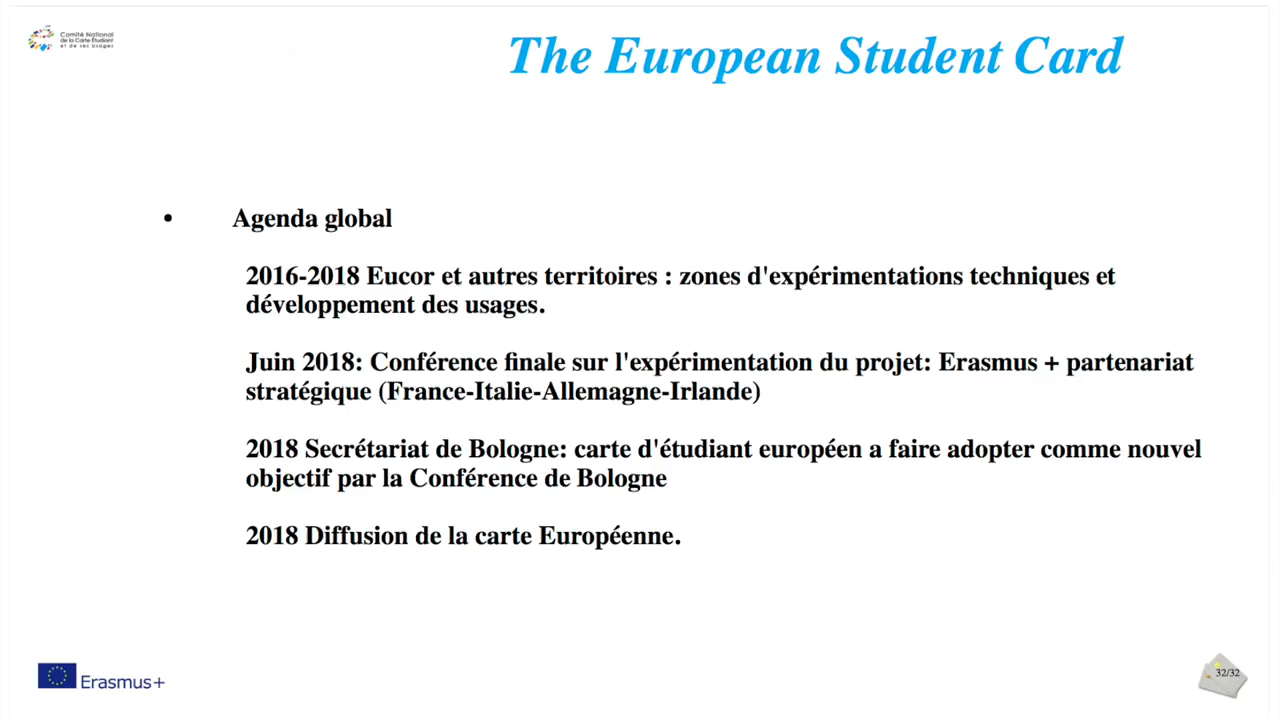 Comité National
de la Carte Étudiant
et de ses Usages
The European Student Card
• Agenda global
2016-2018 Eucor et autres territoires : zones d'expérimentations techniques et
développement des usages.
Juin 2018: Conférence finale sur l'expérimentation du projet: Erasmus + partenariat
stratégique (France-Italie-Allemagne-Irlande)
2018 Secrétariat de Bologne: carte d'étudiant européen a faire adopter comme nouvel
objectif par la Conférence de Bologne
2018 Diffusion de la carte Européenne.
Erasmus+
32/32